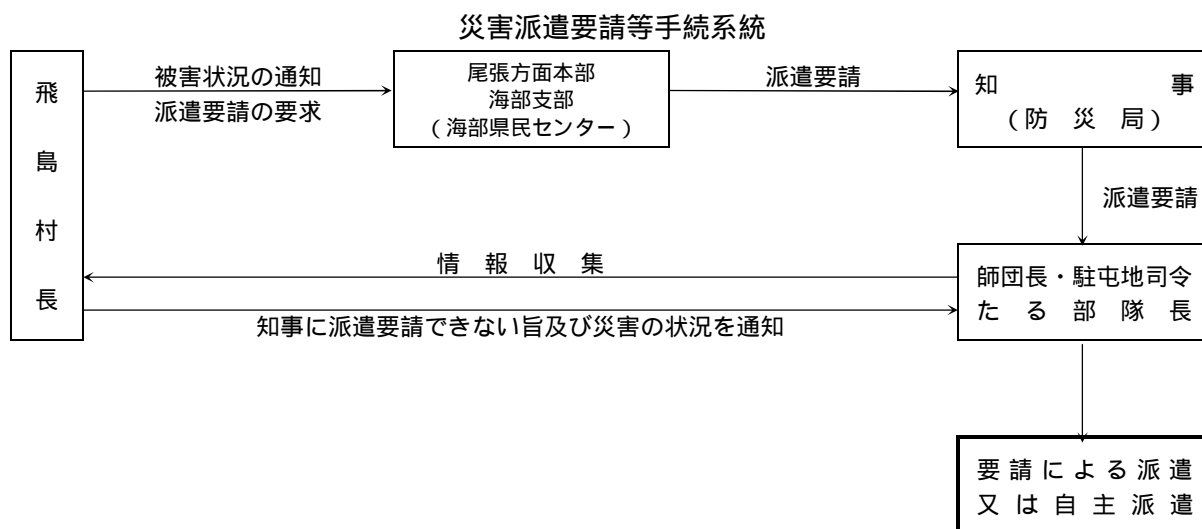 災害派遣要請等手続系統
飛島村長
被害状況の通知
派遣要請の要求
尾張方面本部
海部支部
(海部県民センター)
派遣要請
知事
(防災局)
派遣要請
情報収集
師団長・駐屯地司令
たる部隊長
知事に派遣要請できない旨及び災害の状況を通知
要請による派遣
又は自主派遣